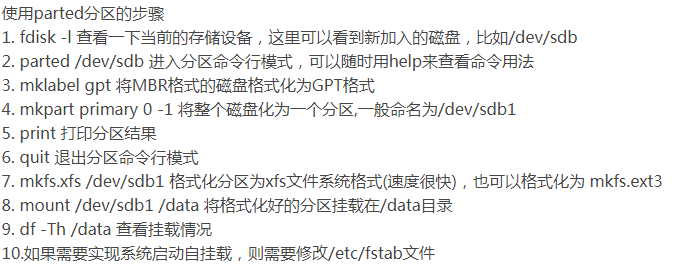 使用parted分区的步骤
1. fdisk -l 查看一下当前的存储设备，这里可以看到新加入的磁盘，比如/dev/sdb
2. parted /dev/sdb 进入分区命令行模式，可以随时用help来查看命令用法
3. mklabel gpt 将MBR格式的磁盘格式化为GPT格式
4. mkpart primary 0 -1 将整个磁盘化为一个分区,一般命名为/dev/sdb1
5. print 打印分区结果
6. quit 退出分区命令行模式
7. mkfs.xfs /dev/sdb1 格式化分区为xfs文件系统格式(速度很快)，也可以格式化为 mkfs.ext3
8. mount /dev/sdb1 /data 将格式化好的分区挂载在/data目录
9. df -Th /data 查看挂载情况
10.如果需要实现系统启动自挂载，则需要修改/etc/fstab文件